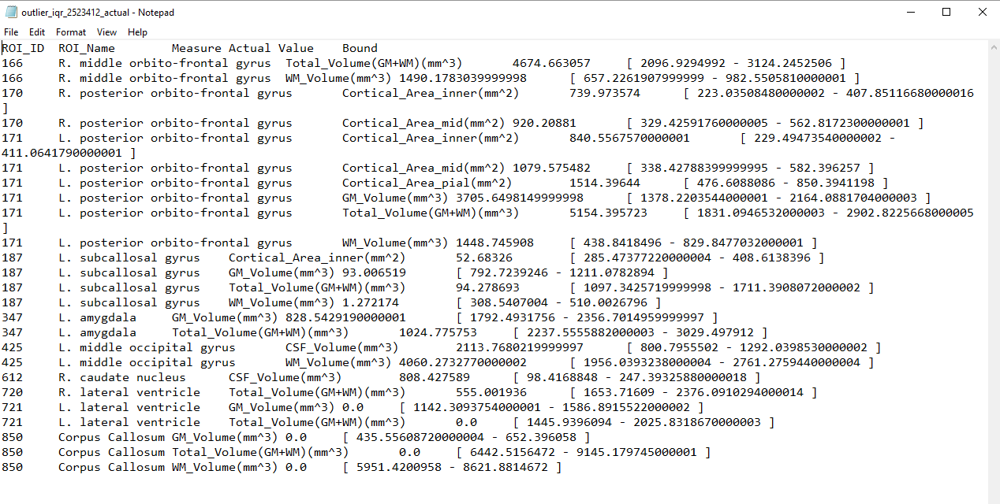 outlier_iqr_2523412_actual - Notepad
File Edit Format View Help
ROI_ID ROI_Name Measure Actual Value Bound
166 R. middle orbito-frontal gyrus Total_Volume(GM+WM)(mm^3) 4674.663057 [ 2096.9294992 - 3124.2452506 ]
166 R. middle orbito-frontal gyrus WM_Volume(mm^3) 1490.1783039999998 [ 657.2261907999999 - 982.5505810000001 ]
170 R. posterior orbito-frontal gyrus Cortical_Area_inner(mm^2) 739.973574 [ 223.03508480000002 - 407.85116680000016
]
170 R. posterior orbito-frontal gyrus Cortical_Area_mid(mm^2) 920.20881 [ 329.42591760000005 - 562.8172300000001 ]
171 L. posterior orbito-frontal gyrus Cortical_Area_inner(mm^2) 840.5567570000001 [ 229.49473540000002 -
411.0641790000001 ]
171 L. posterior orbito-frontal gyrus Cortical_Area_mid(mm^2) 1079.575482 [ 338.42788399999995 - 582.396257 ]
171 L. posterior orbito-frontal gyrus Cortical_Area_pial(mm^2) 1514.39644 [ 476.6088086 - 850.3941198 ]
171 L. posterior orbito-frontal gyrus GM_Volume(mm^3) 3705.6498149999998 [ 1378.2203544000001 - 2164.0881704000003 ]
171 L. posterior orbito-frontal gyrus Total_Volume(GM+WM)(mm^3) 5154.395723 [ 1831.0946532000003 - 2902.8225668000005
]
171 L. posterior orbito-frontal gyrus WM_Volume(mm^3) 1448.745908 [ 438.8418496 - 829.8477032000001 ]
187 L. subcallosal gyrus Cortical_Area_inner(mm^2) 52.68326 [ 285.47377220000004 - 408.6138396 ]
187 L. subcallosal gyrus GM_Volume(mm^3) 93.006519 [ 792.7239246 - 1211.0782894 ]
187 L. subcallosal gyrus Total_Volume(GM+WM)(mm^3) 94.278693 [ 1097.3425719999998 - 1711.3908072000002 ]
187 L. subcallosal gyrus WM_Volume(mm^3) 1.272174 [ 308.5407004 - 510.0026796 ]
347 L. amygdala GM_Volume(mm^3) 828.5429190000001 [ 1792.4931756 - 2356.7014959999997 ]
347 L. amygdala Total_Volume(GM+WM)(mm^3) 1024.775753 [ 2237.5555882000003 - 3029.497912 ]
425 L. middle occipital gyrus CSF_Volume(mm^3) 2113.7680219999997 [ 800.7955502 - 1292.0398530000002 ]
425 L. middle occipital gyrus WM_Volume(mm^3) 4060.2732770000002 [ 1956.0393238000004 - 2761.2759440000004 ]
612 R. caudate nucleus CSF_Volume(mm^3) 808.427589 [ 98.4168848 - 247.39325880000018 ]
720 R. lateral ventricle Total_Volume(GM+WM)(mm^3) 555.001936 [ 1653.71609 - 2376.0910294000014 ]
721 L. lateral ventricle GM_Volume(mm^3) 0.0 [ 1142.3093754000001 - 1586.8915522000002 ]
721 L. lateral ventricle Total_Volume(GM+WM)(mm^3) 0.0 [ 1445.9396094 - 2025.8318670000003 ]
850 Corpus Callosum GM_Volume(mm^3) 0.0 [ 435.55608720000004 - 652.396058 ]
850 Corpus Callosum Total_Volume(GM+WM)(mm^3) 0.0 [ 6442.5156472 - 9145.179745000001 ]
850 Corpus Callosum WM_Volume(mm^3) 0.0 [ 5951.4200958 - 8621.8814672 ]